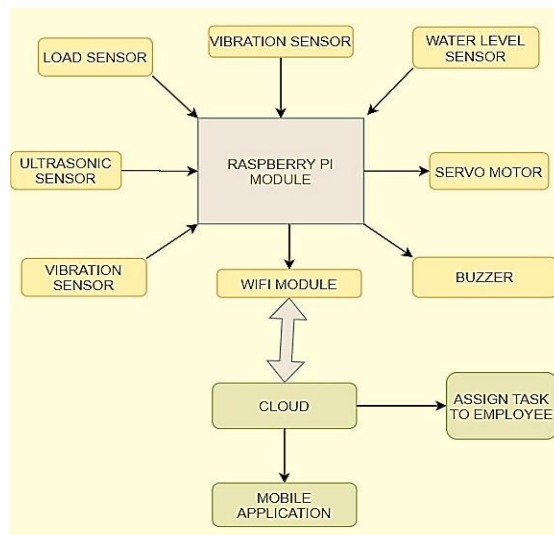 VIBRATION SENSOR
WATER LEVEL
SENSOR
LOAD SENSOR
ULTRASONIC
SENSOR
RASPBERRY PI
MODULE
SERVO MOTOR
VIBRATION
SENSOR
WIFI MODULE
BUZZER
CLOUD
ASSIGN TASK
TO EMPLOYEE
MOBILE
APPLICATION